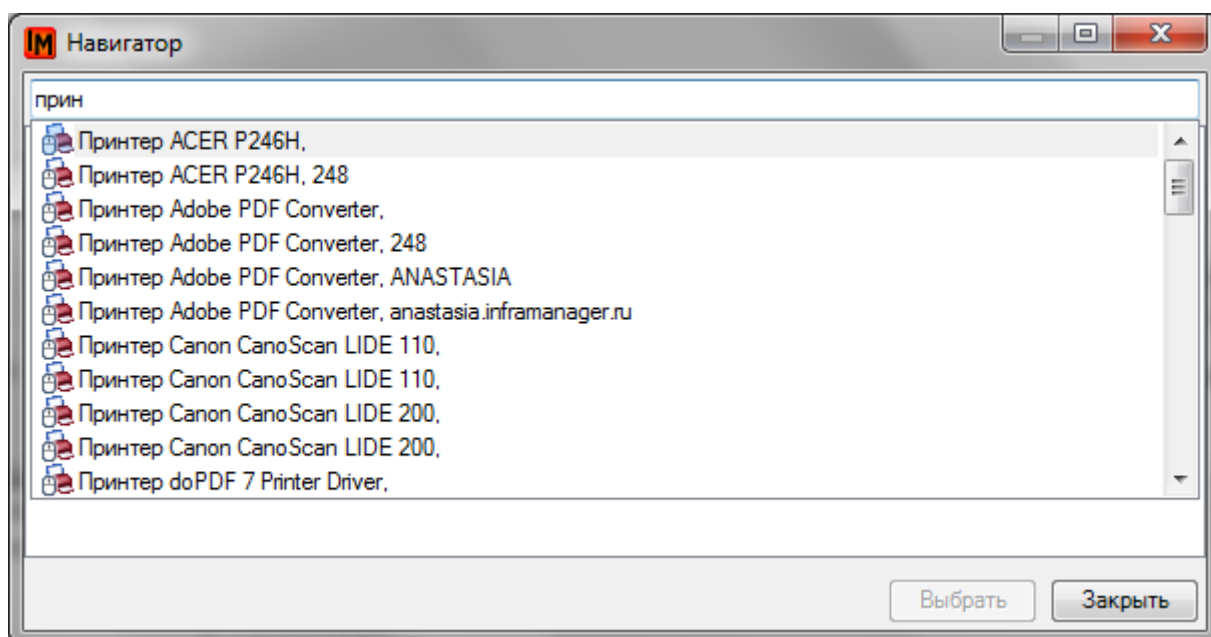 IM Навигатор
прин
Принтер ACER P246H,
Принтер ACER P246H, 248
Принтер Adobe PDF Converter,
Принтер Adobe PDF Converter, 248
Принтер Adobe PDF Converter, ANASTASIA
Принтер Adobe PDF Converter, anastasia.inframanager.ru
Принтер Canon CanoScan LIDE 110,
Принтер Canon CanoScan LIDE 110,
Принтер Canon CanoScan LIDE 200,
Принтер Canon CanoScan LIDE 200,
Принтер doPDF 7 Printer Driver,
Выбрать Закрыть